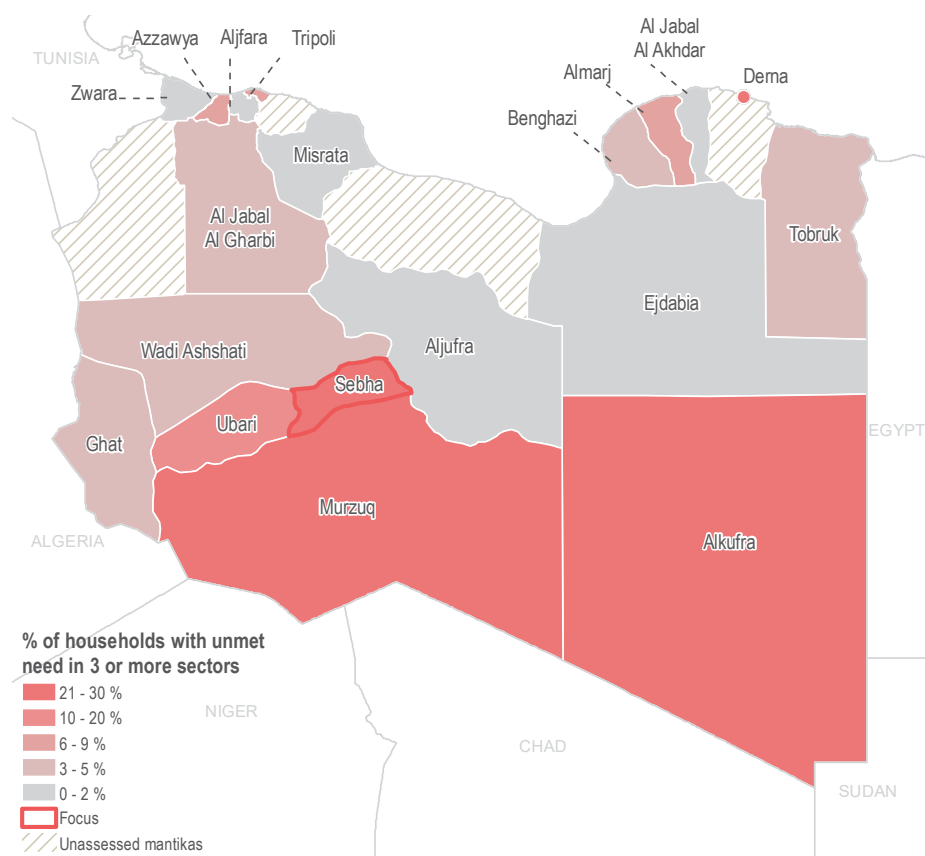 Al Jabal
Al Akhdar
Azzawya
Aljfara
Tripoli
TUNISIA
Almarj
Derna
Zwara
Benghazi
Misrata
Al Jabal
Al Gharbi
Tobruk
Ejdabia
Wadi Ashshati
Aljufra
Sebha
Ubari
Ghat
EGYPT
Murzuq
ALGERIA
Alkufra
% of households with unmet
need in 3 or more sectors
21 - 30 %
10 - 20 %
6 - 9 %
3 - 5 %
0 - 2 %
Focus
Unassessed mantikas
NIGER
CHAD
SUDAN